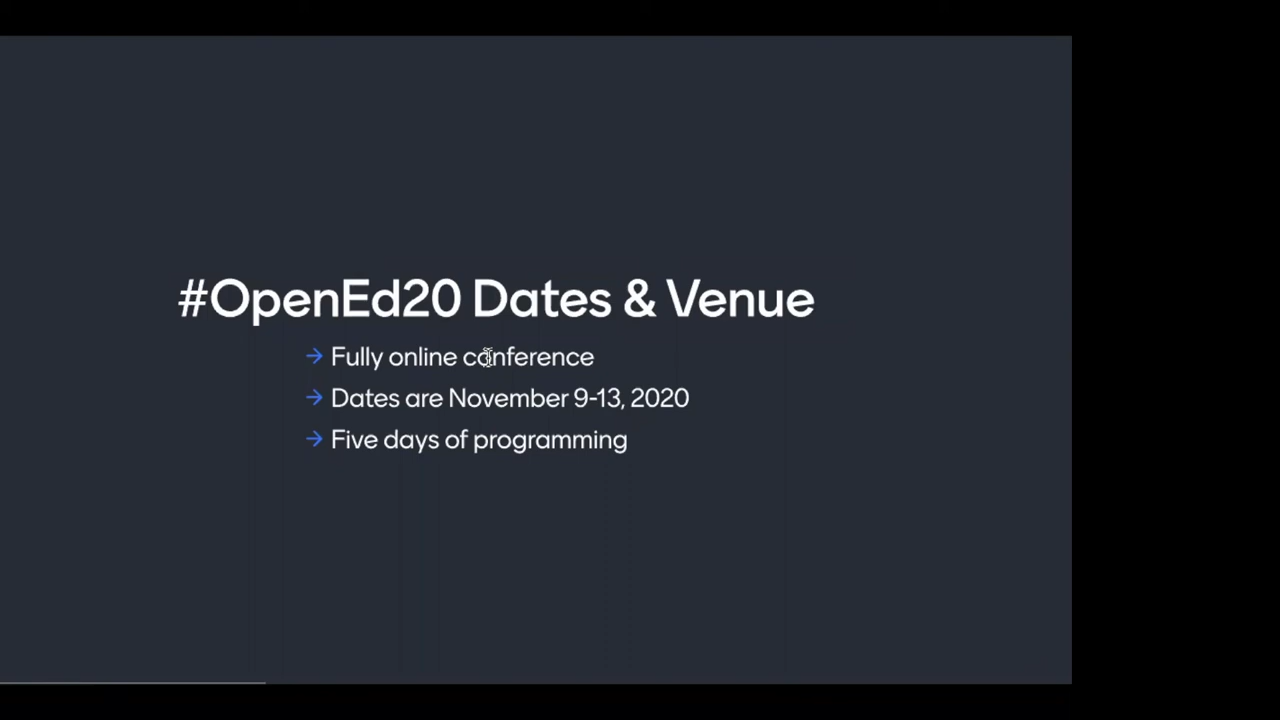 #OpenEd20 Dates & Venue
→ Fully online conference
→ Dates are November 9-13, 2020
→ Five days of programming